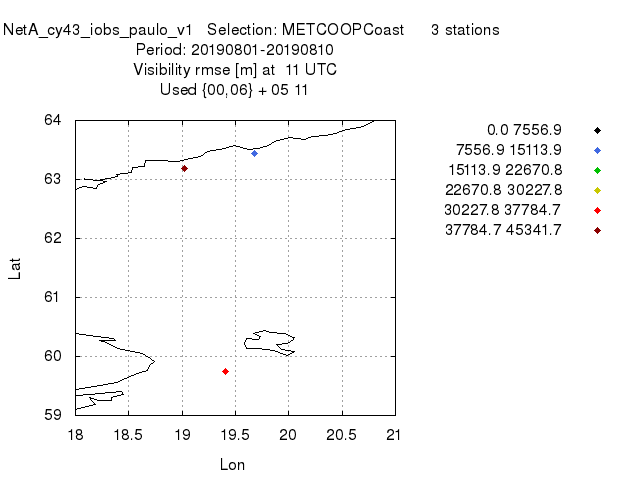 NetA_cy43_iobs_paulo_v1 Selection: METCOOPCoast 3 stations
Period: 20190801-20190810
Visibility rmse [m] at 11 UTC
Used {00,06} + 05 11
64
63
62
61
60
59
Lat
18 18.5 19 19.5 20 20.5 21
Lon
0.0 7556.9
7556.9 15113.9
15113.9 22670.8
22670.8 30227.8
30227.8 37784.7
37784.7 45341.7